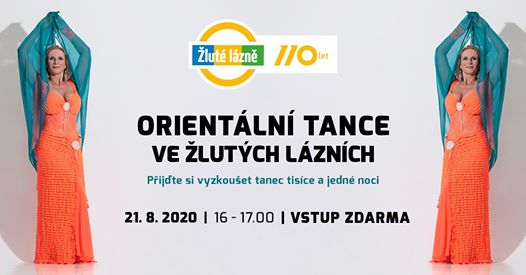 Žluté lázně
110 let
ORIENTÁLNÍ TANCE
VE ŽLUTÝCH LÁZNÍCH
Přijďte si vyzkoušet tanec tisíce a jedné noci
21. 8. 2020 | 16 - 17.00 | VSTUP ZDARMA